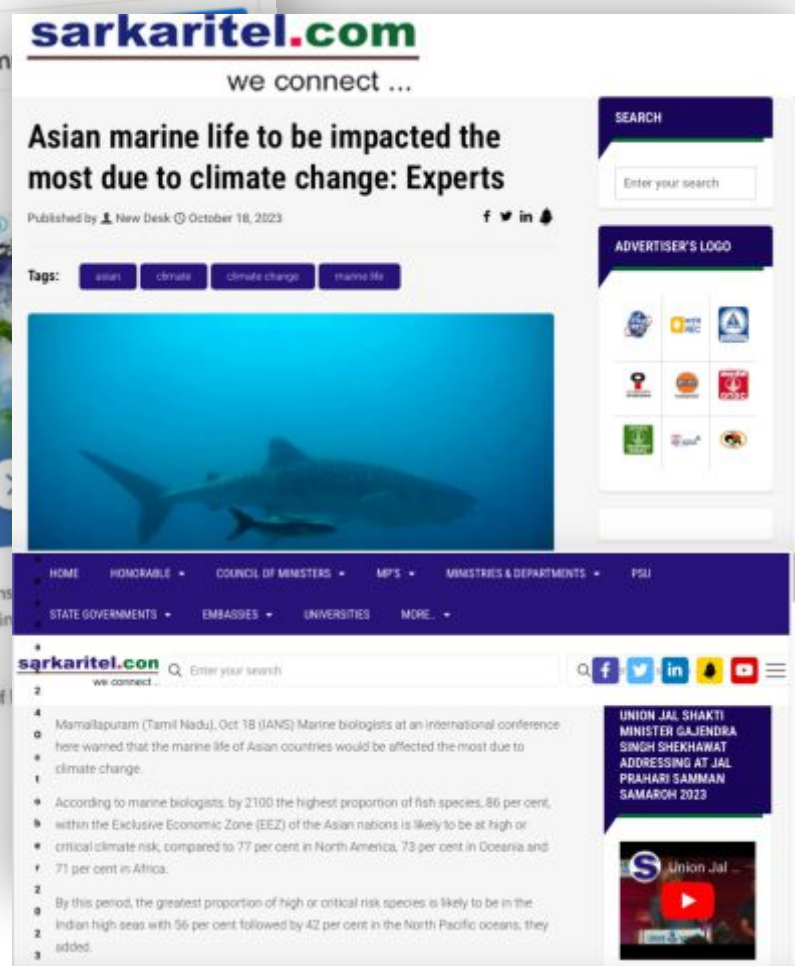 sarkaritel.com
we connect ...
Asian marine life to be impacted the
most due to climate change: Experts
Published by New Desk October 18, 2023
Tags: asian climate climate change marine life
SEARCH
Enter your search
ADVERTISER'S LOGO
HOME HONORABLE COUNCIL OF MINISTERS MP'S MINISTRIES & DEPARTMENTS PSU
STATE GOVERNMENTS EMBASSIES UNIVERSITIES MORE..
sarkaritel.con
we connect ..
Enter your search
Mamallapuram (Tamil Nadu), Oct 18 (IANS) Marine biologists at an international conference
here warned that the marine life of Asian countries would be affected the most due to
climate change.
According to marine biologists, by 2100 the highest proportion of fish species, 86 per cent,
within the Exclusive Economic Zone (EEZ) of the Asian nations is likely to be at high or
critical climate risk, compared to 77 per cent in North America, 73 per cent in Oceania and
71 per cent in Africa.
By this period, the greatest proportion of high or critical risk species is likely to be in the
Indian high seas with 56 per cent followed by 42 per cent in the North Pacific oceans, they
added.
UNION JAL SHAKTI
MINISTER GAJENDRA
SINGH SHEKHAWAT
ADDRESSING AT JAL
PRAHARI SAMMAN
SAMAROH 2023
Union Jal ...